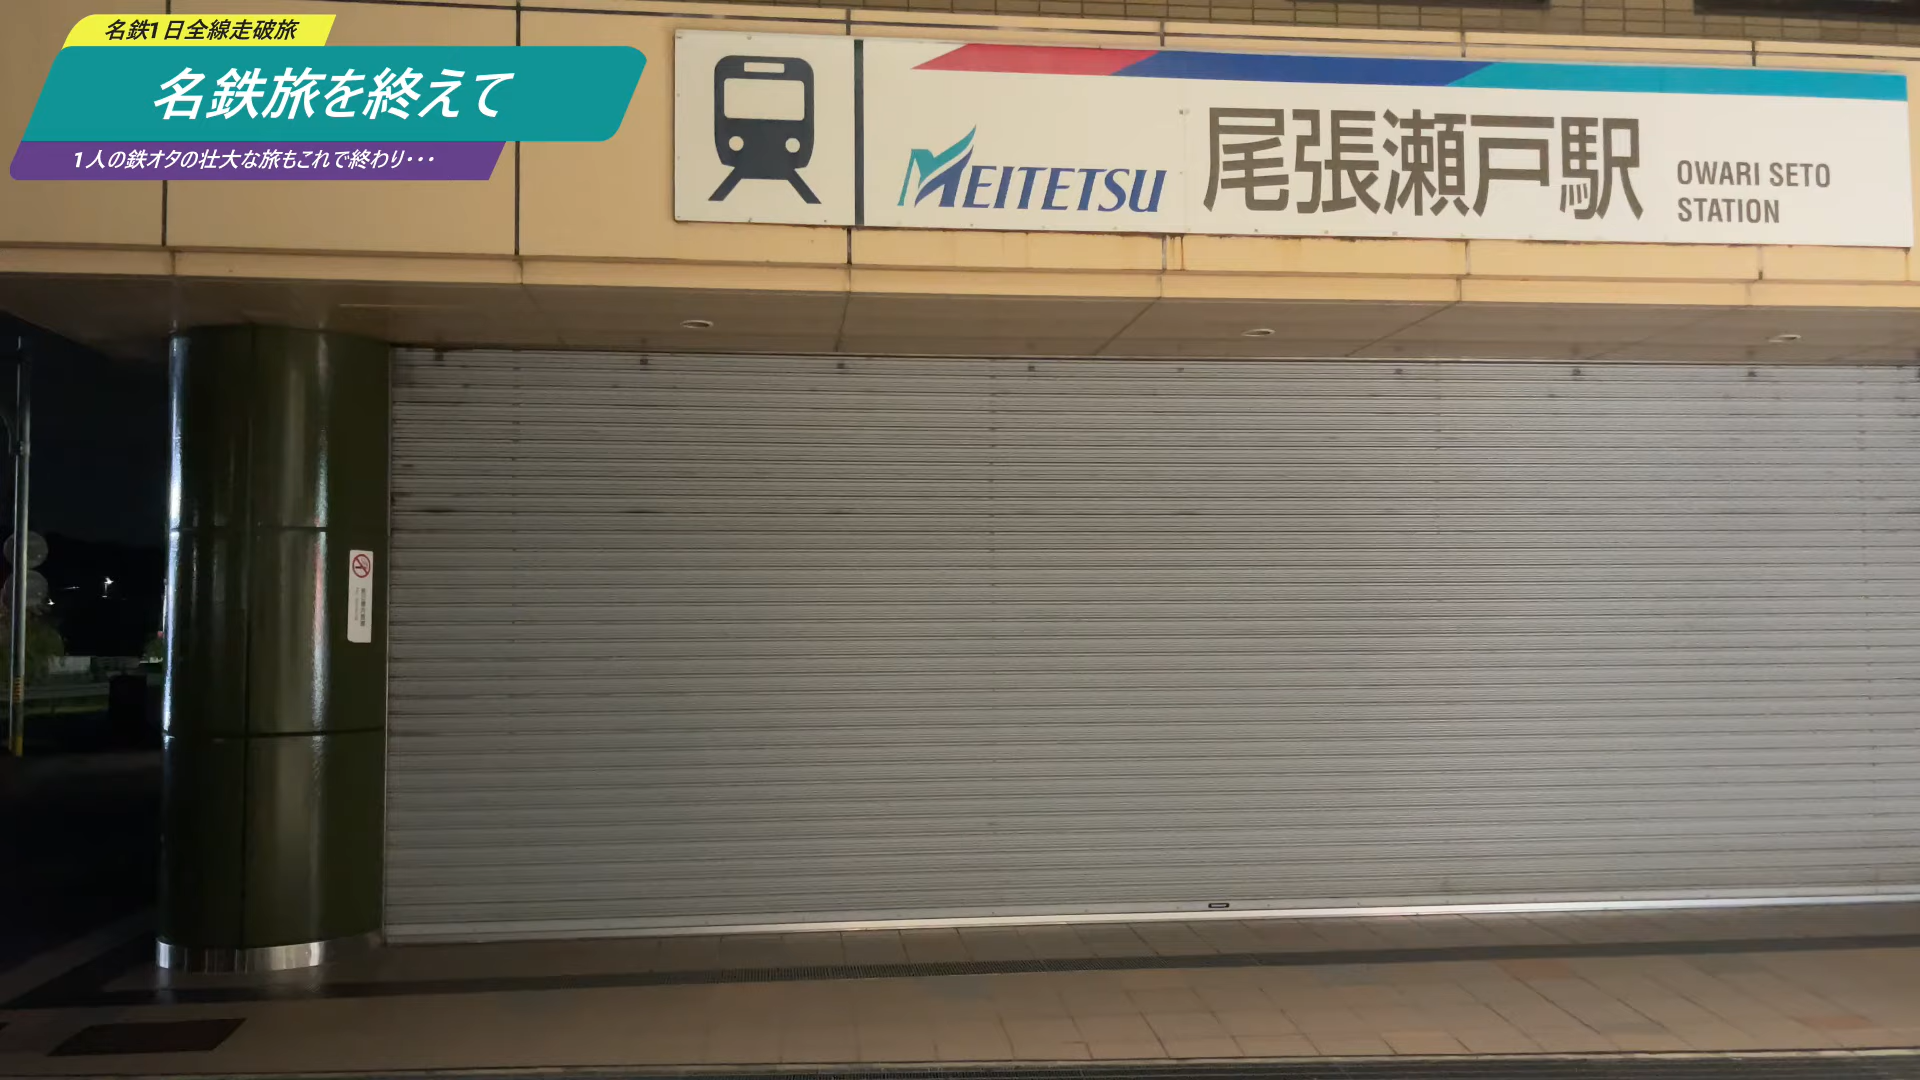 名鉄1日全線走破旅
名鉄旅を終えて
1人の鉄オタの壮大な旅もこれで終わり・・・
MEITETSU
尾張瀬戸駅
OWARI SETO
STATION